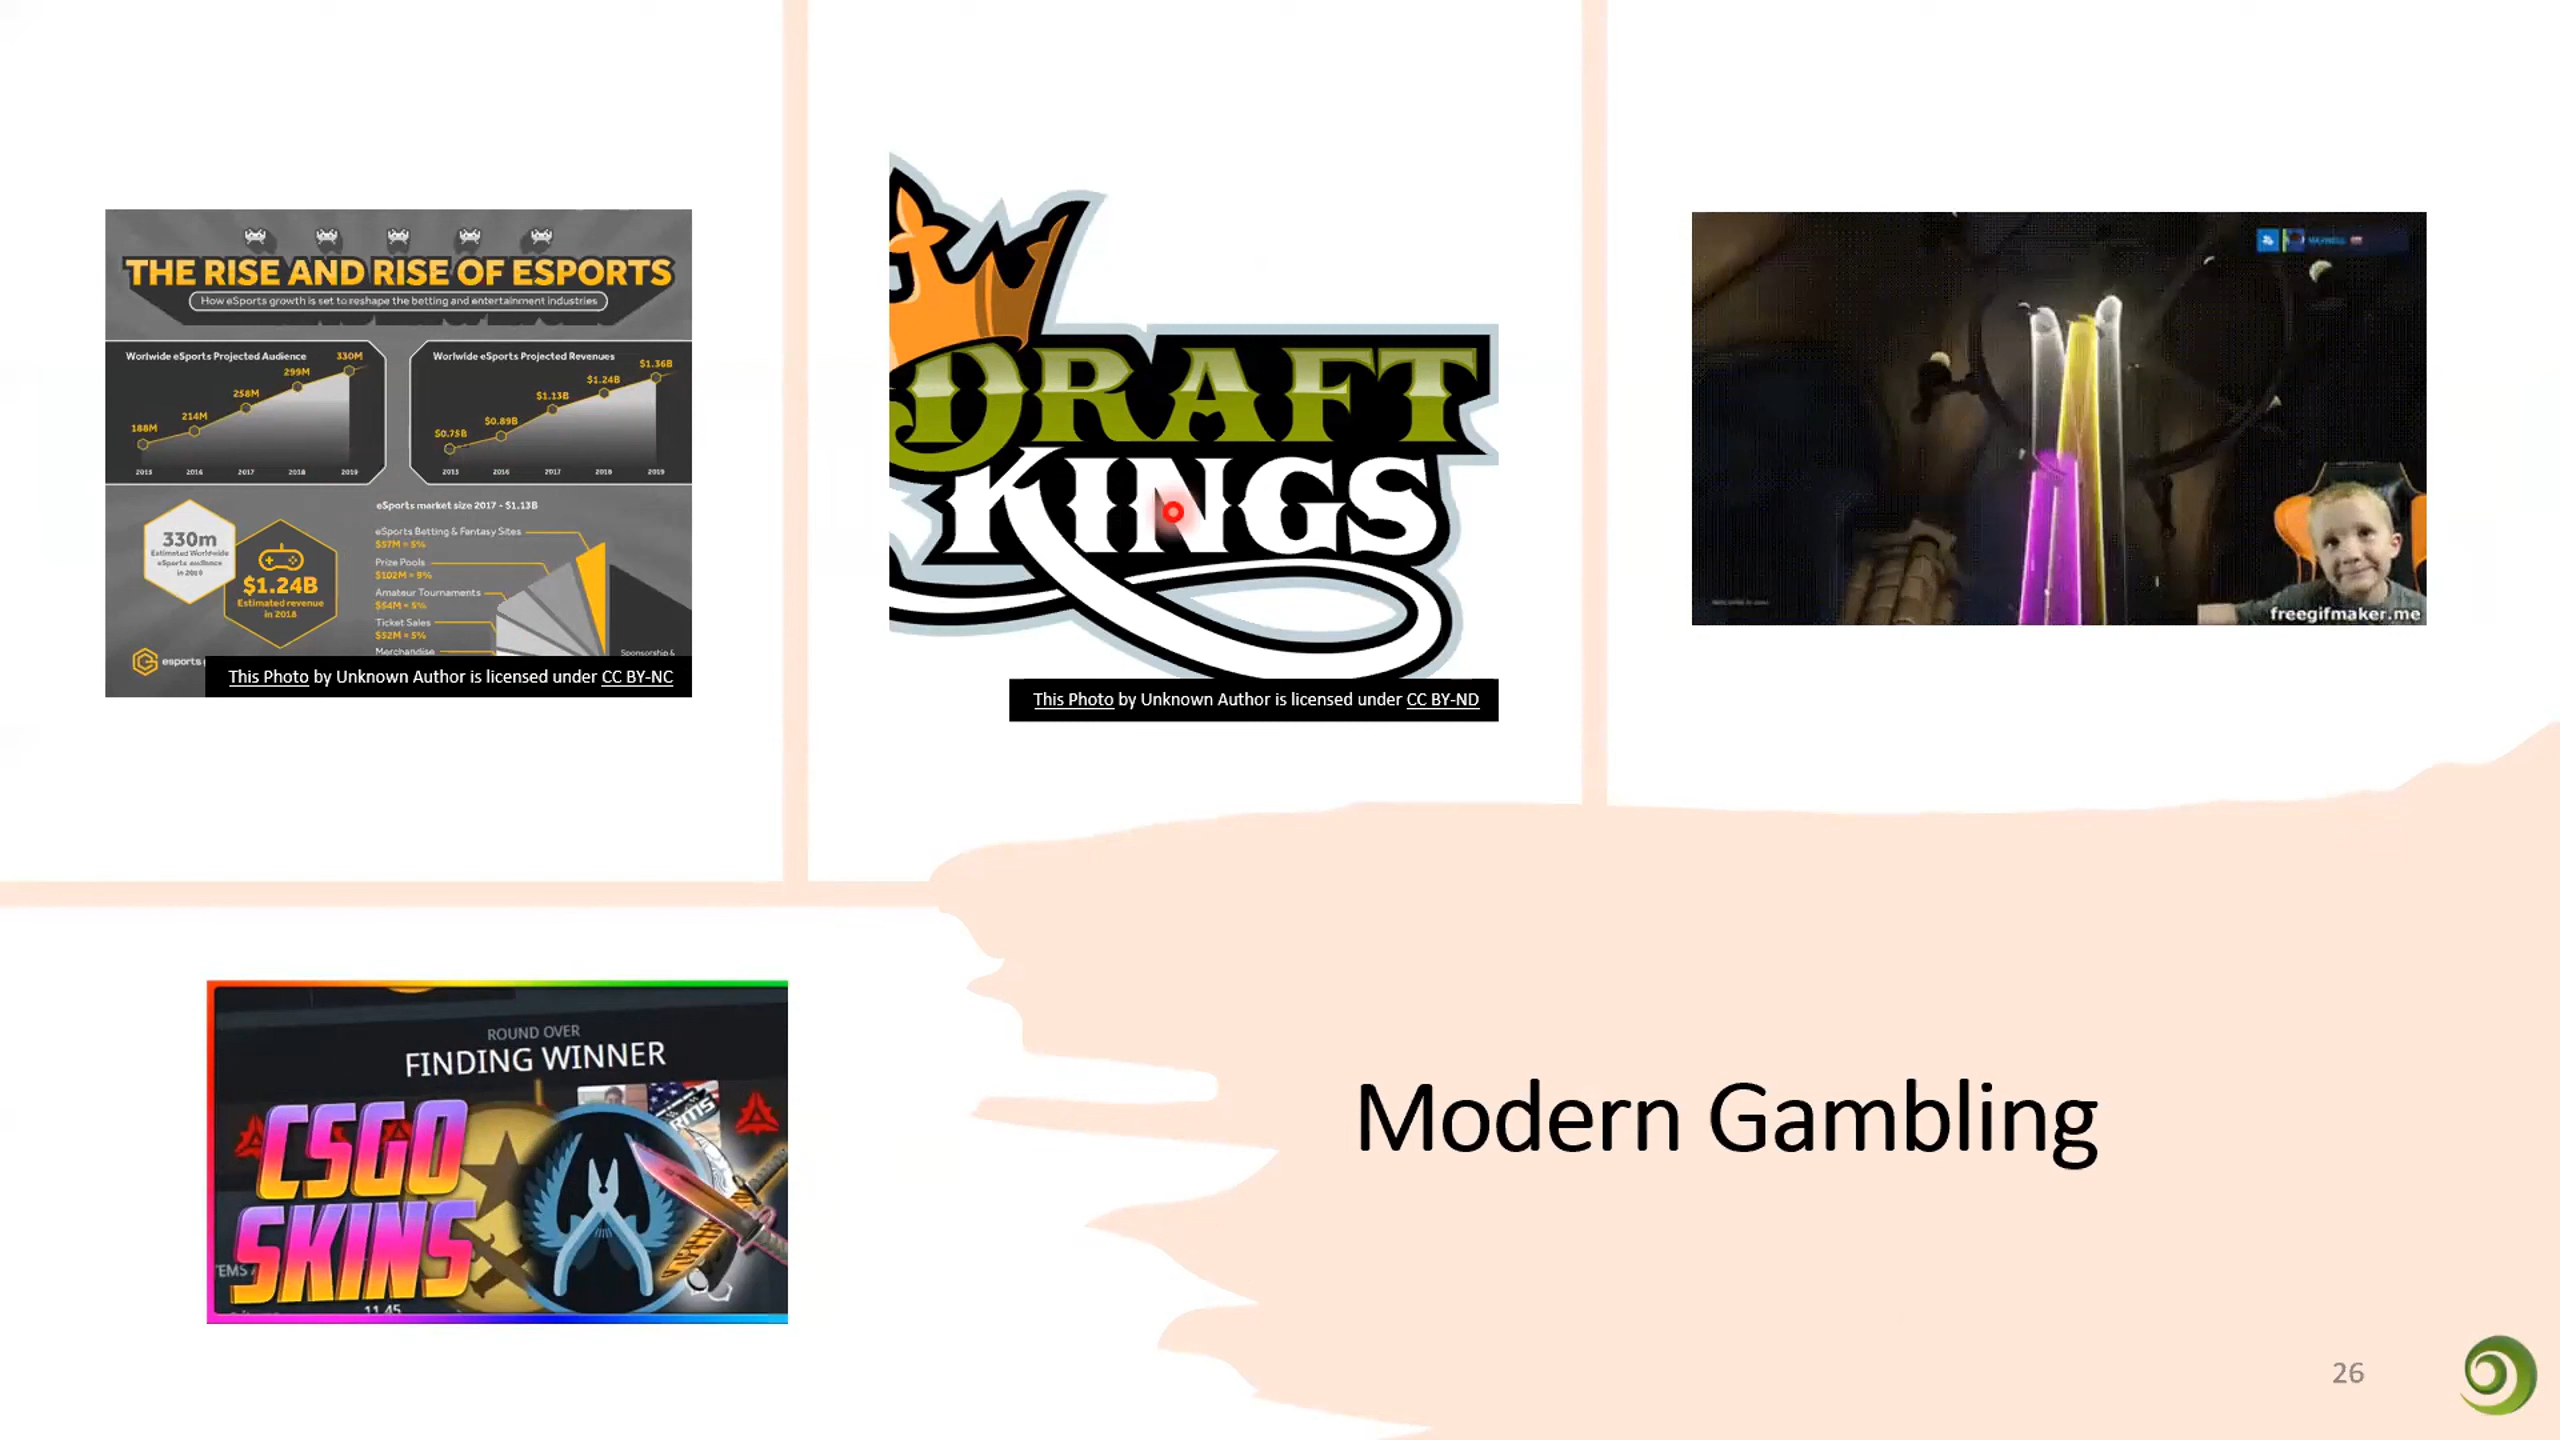 THE RISE AND RISE OF ESPORTS
How eSports growth is set to reshape the betting and entertainment industries
Worlwide eSports Projected Audience
188M
214M
258M
299M
330M
2015
2016
2017
2018
2019
Worlwide eSports Projected Revenues
$0.75B
$0.89B
$1.13B
$1.24B
$1.36B
2015
2016
2017
2018
2019
330m
Estimated Worldwide
eSports audience
in 2019
$1.24B
Estimated revenue
in 2018
eSports market size 2017 - $1.13B
eSports Betting & Fantasy Sites
$57M = 5%
Prize Pools
$102M = 9%
Amateur Tournaments
$54M = 5%
Ticket Sales
$52M = 5%
Merchandise
Sponsorship &
esports
This Photo by Unknown Author is licensed under CC BY-NC
DRAFT
KINGS
This Photo by Unknown Author is licensed under CC BY-ND
freegifmaker.me
ROUND OVER
FINDING WINNER
CSGO
SKINS
11.45
Modern Gambling
26